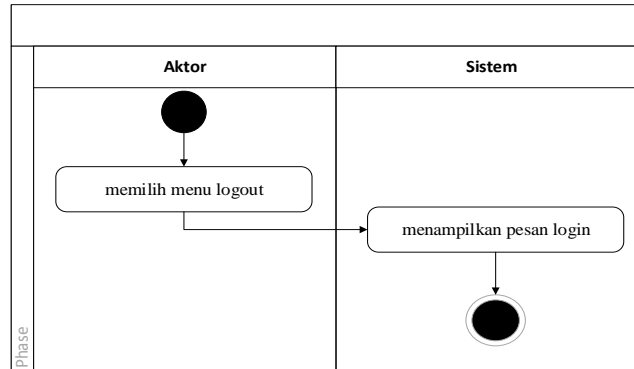 Aktor
Sistem
memilih menu logout
menampilkan pesan login
Phase